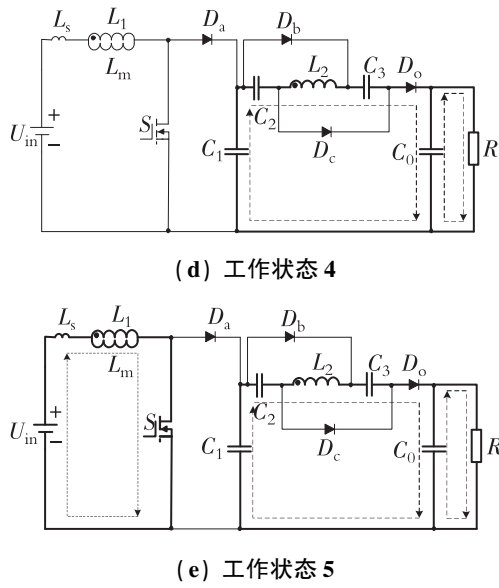 L_s L_1 D_a D_b
L_m L_2 C_3 D_o
+ S C_2
U_in − C_1 D_c C_0 R
(d) 工作状态 4
L_s L_1 D_a D_b
L_m L_2 C_3 D_o
+ S C_2
U_in − C_1 D_c C_0 R
(e) 工作状态 5